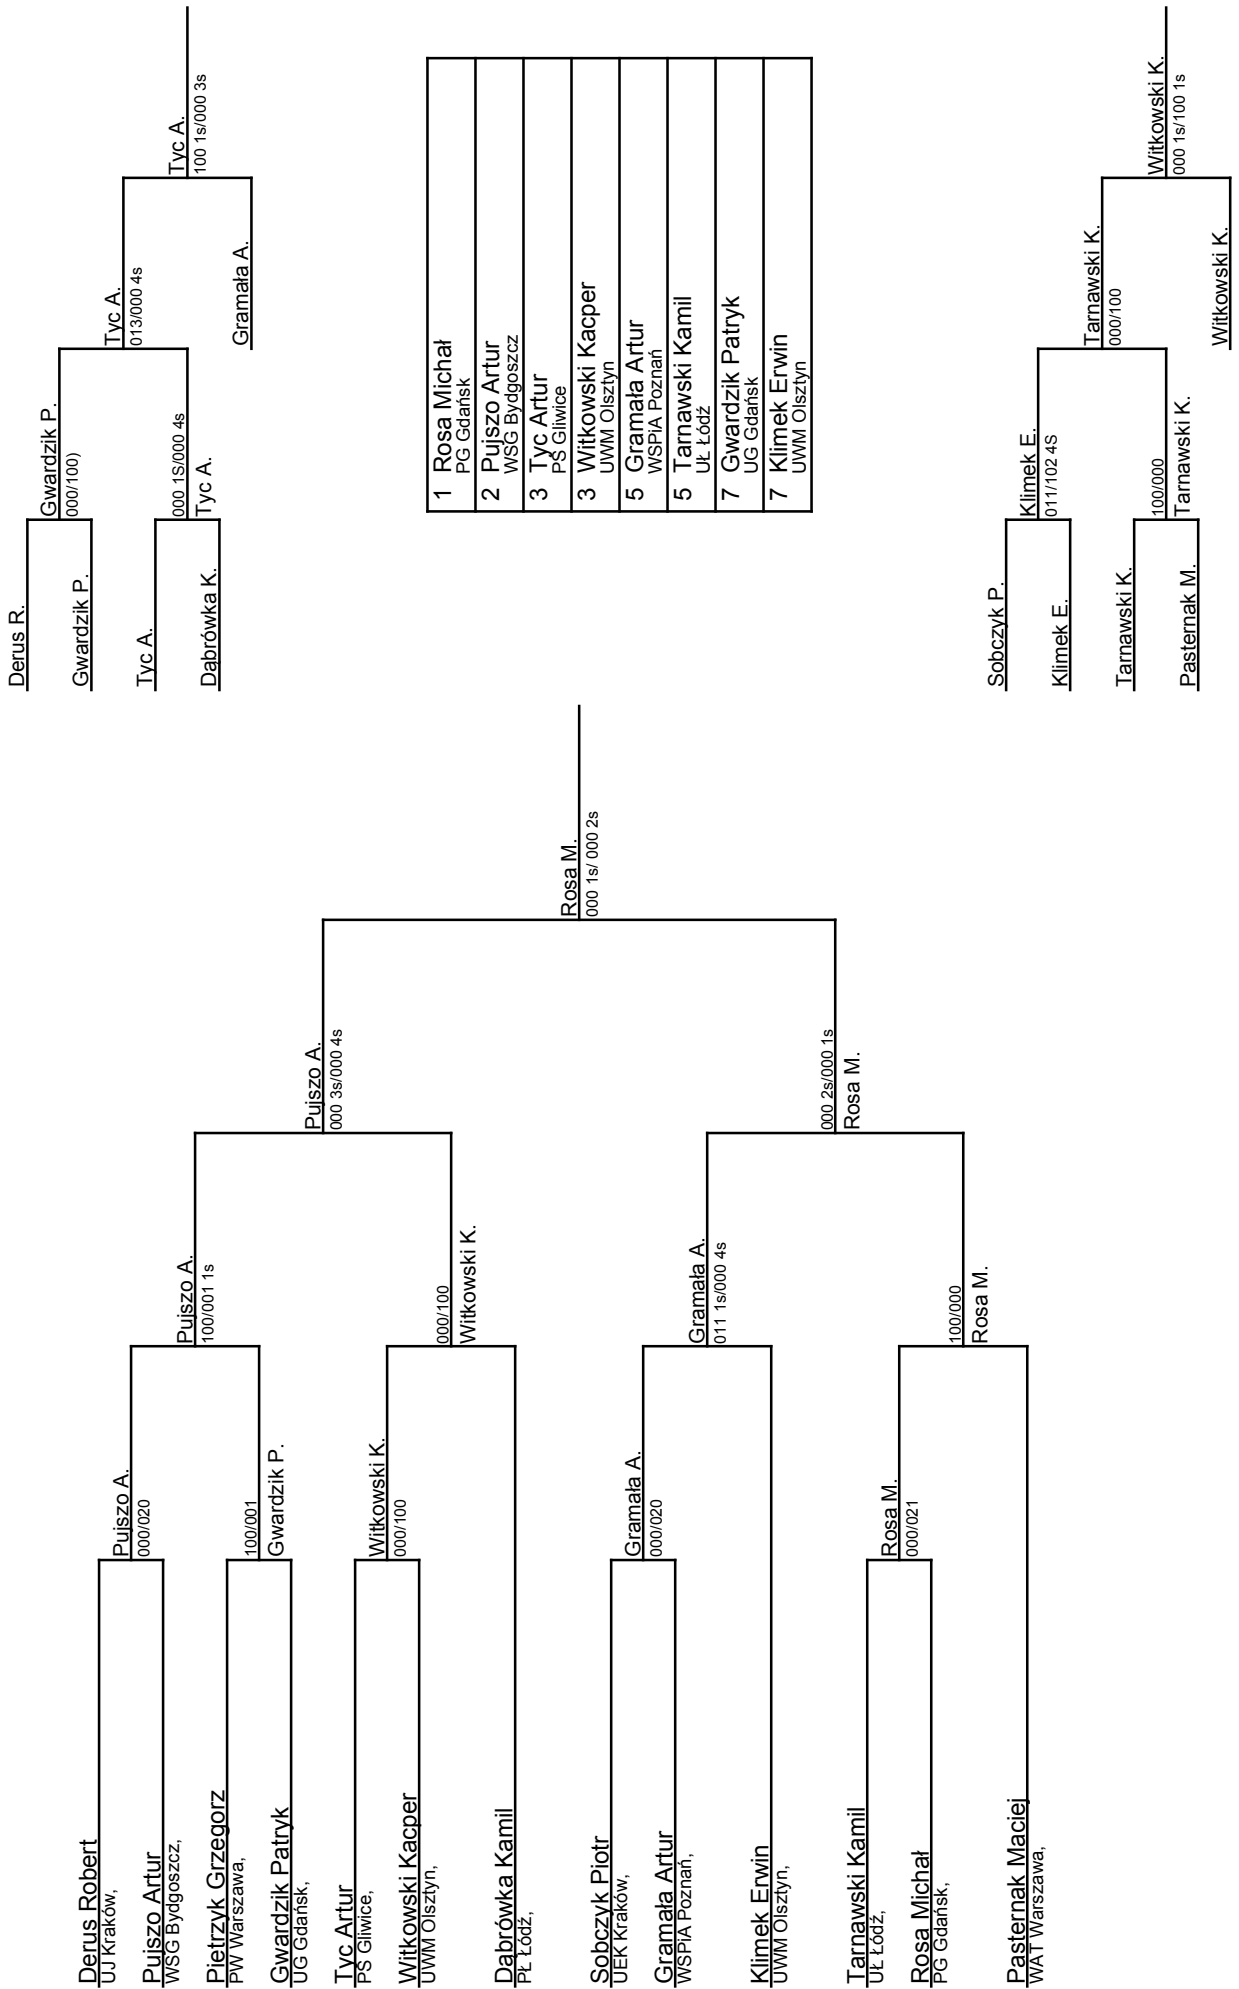 Derus Robert
UJ Kraków,
Pujszo Artur
WSG Bydgoszcz,
Pietrzyk Grzegorz
PW Warszawa,
Gwardzik Patryk
UG Gdańsk,
Tyc Artur
PŚ Gliwice,
Witkowski Kacper
UWM Olsztyn,
Dąbrówka Kamil
PŁ Łódź,
Sobczyk Piotr
UEK Kraków,
Gramała Artur
WSPiA Poznań,
Klimek Erwin
UWM Olsztyn,
Tarnawski Kamil
UŁ Łódź,
Rosa Michał
PG Gdańsk,
Pasternak Maciej
WAT Warszawa,
Pujszo A.
000/020
100/001
Gwardzik P.
Witkowski K.
000/100
Gramała A.
000/020
Rosa M.
000/021
Pujszo A.
100/001 1s
000/100
Witkowski K.
Gramała A.
011 1s/000 4s
100/000
Rosa M.
Pujszo A.
000 3s/000 4s
000 2s/000 1s
Rosa M.
Rosa M.
000 1s/ 000 2s
Derus R.
Gwardzik P.
Tyc A.
Dąbrówka K.
Gwardzik P.
000/100)
000 1S/000 4s
Tyc A.
Tyc A.
013/000 4s
Gramała A.
Tyc A.
100 1s/000 3s
1 Rosa Michał
PG Gdańsk
2 Pujszo Artur
WSG Bydgoszcz
3 Tyc Artur
PŚ Gliwice
3 Witkowski Kacper
UWM Olsztyn
5 Gramała Artur
WSPiA Poznań
5 Tarnawski Kamil
UŁ Łódź
7 Gwardzik Patryk
UG Gdańsk
7 Klimek Erwin
UWM Olsztyn
Sobczyk P.
Klimek E.
Tarnawski K.
Pasternak M.
Klimek E.
011/102 4S
100/000
Tarnawski K.
Tarnawski K.
000/100
Witkowski K.
Witkowski K.
000 1s/100 1s